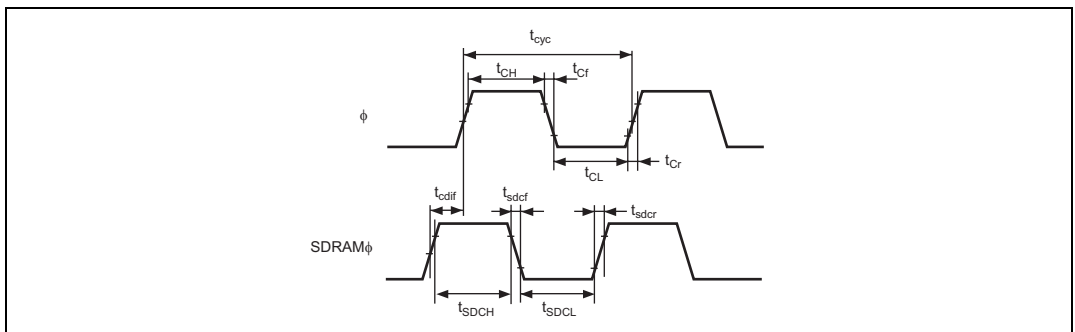 tcyc
tCH
tCf
ϕ
tCL
tCr
tcdif
tsdcf
tsdcr
SDRAMϕ
tSDCH
tSDCL